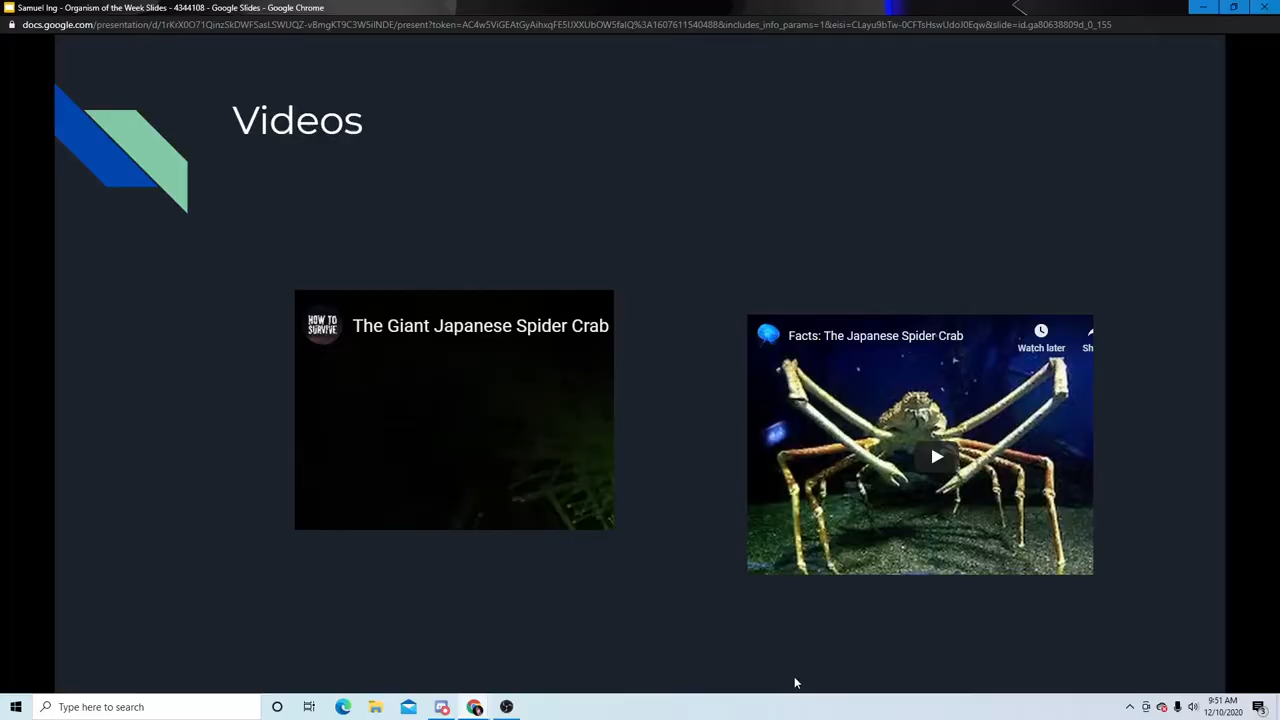 Samuel Ing - Organism of the Week Slides - 4344108 - Google Slides - Google Chrome
Videos
HOW TO
SURVIVE
The Giant Japanese Spider Crab
Facts: The Japanese Spider Crab
Watch later
Sh
Type here to search
9:51 AM
12/10/2020
3